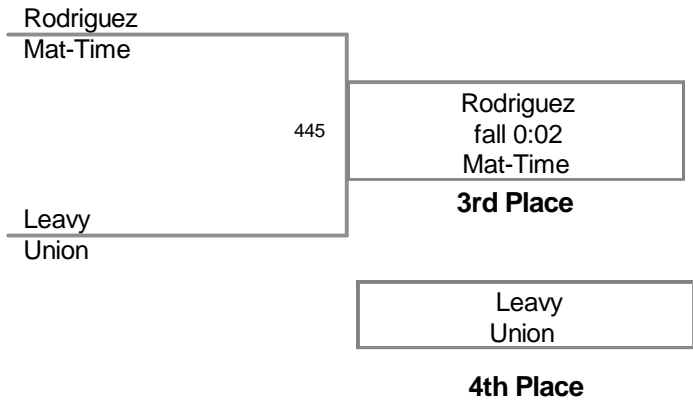 Rodriguez
Mat-Time
445
Rodriguez
fall 0:02
Mat-Time
3rd Place
Leavy
Union
Leavy
Union
4th Place